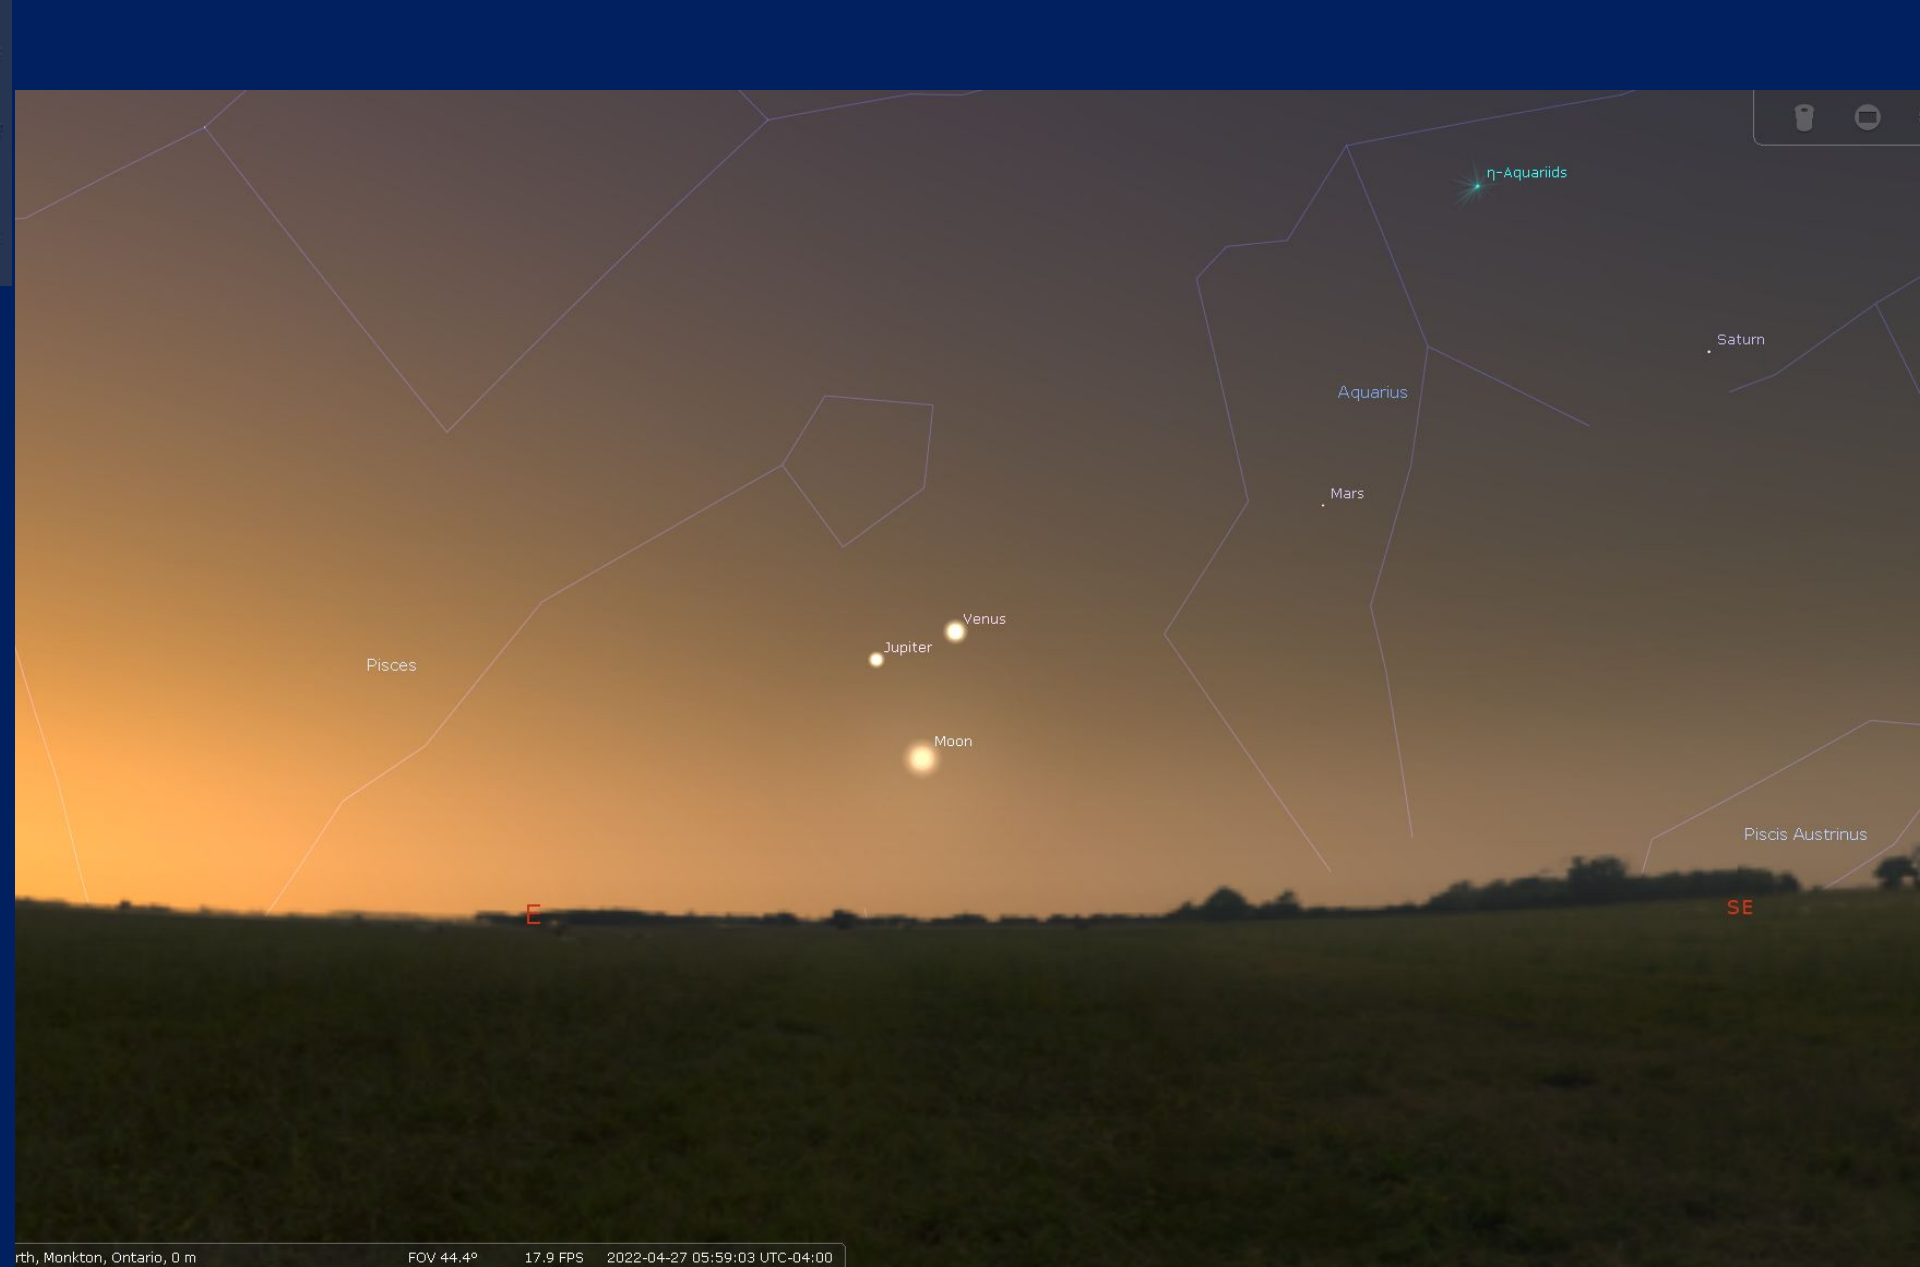 η-Aquariids
Saturn
Aquarius
Mars
Venus
Jupiter
Pisces
Moon
Piscis Austrinus
E
SE
rth, Monkton, Ontario, 0 m FOV 44.4° 17.9 FPS 2022-04-27 05:59:03 UTC-04:00